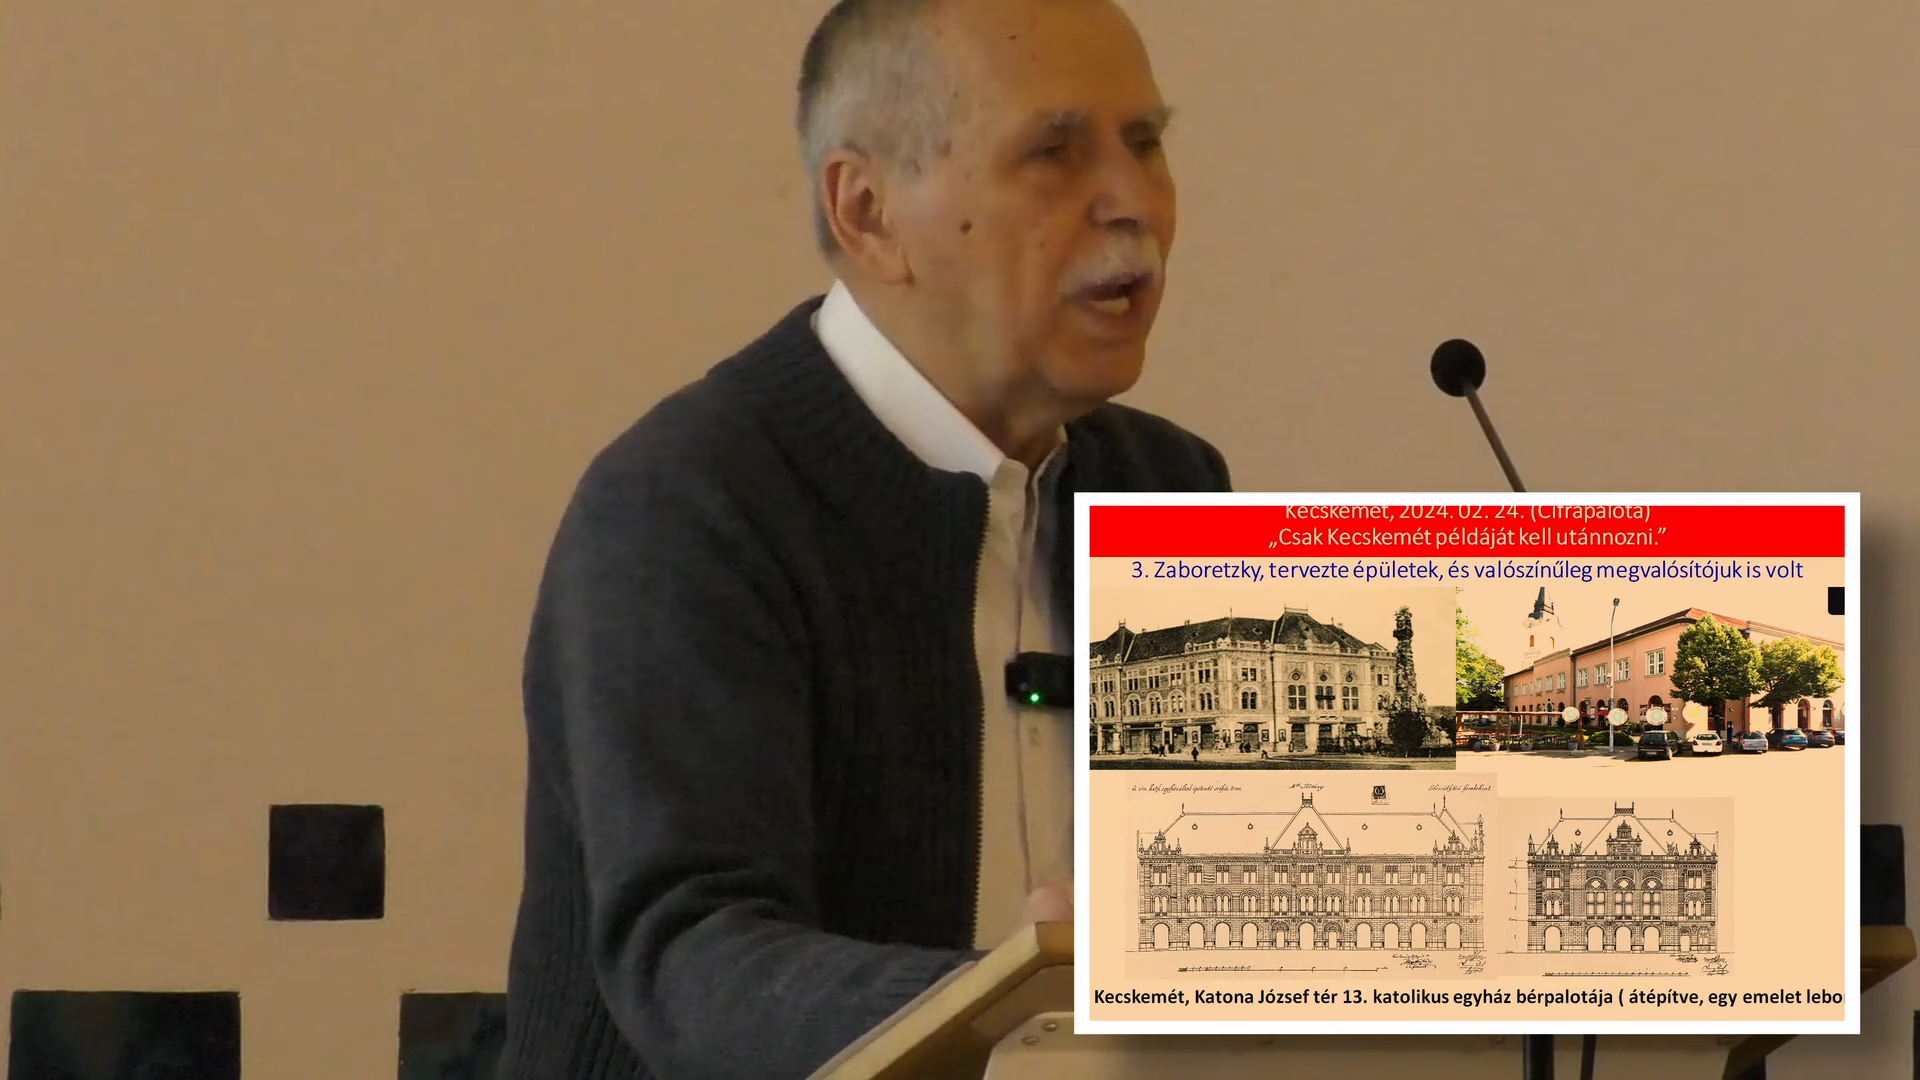 Kecskemét, 2024. 02. 24. (Cifrapalota)
„Csak Kecskemét példáját kell utánnozni.”
3. Zaboretzky, tervezte épületek, és valószínűleg megvalósítójuk is volt
Kecskemét, Katona József tér 13. katolikus egyház bérpalotája ( átépítve, egy emelet